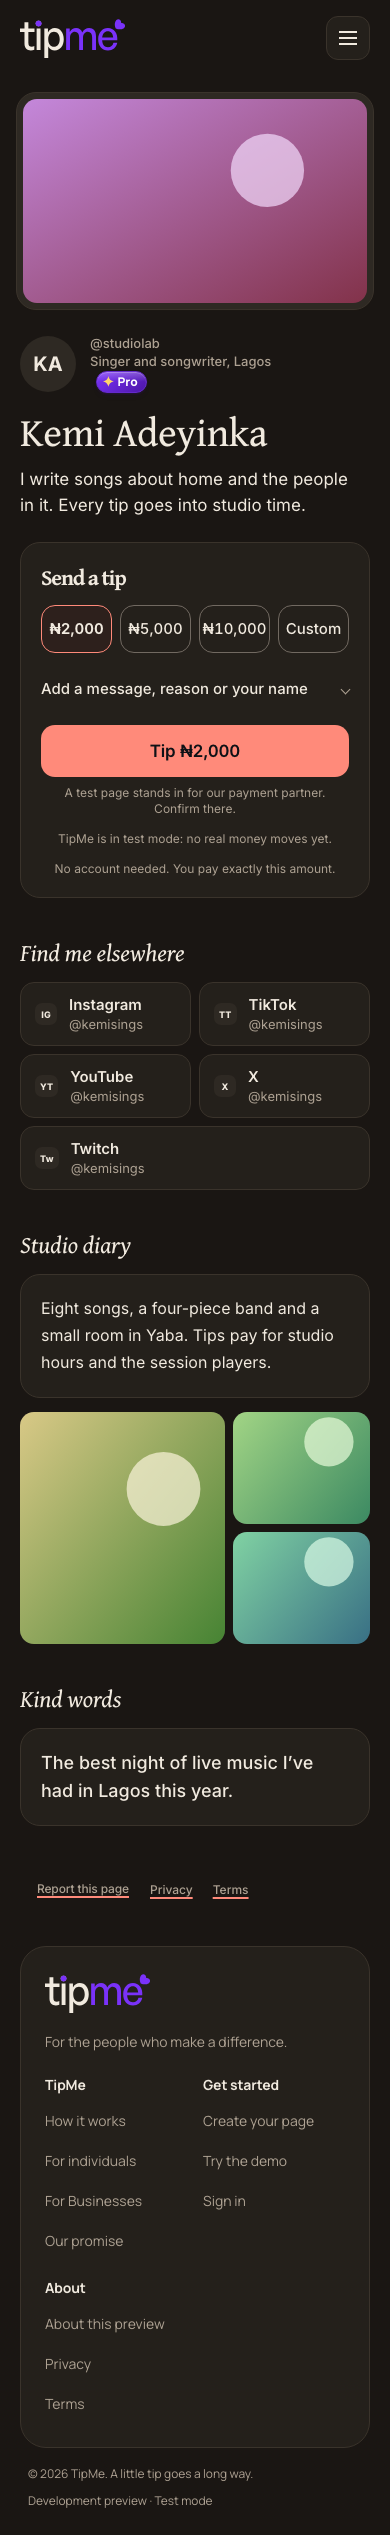 tipme
KA
@studiolab
Singer and songwriter, Lagos
Pro
Kemi Adeyinka
I write songs about home and the people
in it. Every tip goes into studio time.
Send a tip
₦2,000
₦5,000
₦10,000
Custom
Add a message, reason or your name
Tip ₦2,000
A test page stands in for our payment partner.
Confirm there.
TipMe is in test mode: no real money moves yet.
No account needed. You pay exactly this amount.
Find me elsewhere
IG
Instagram
@kemisings
TT
TikTok
@kemisings
YT
YouTube
@kemisings
X
X
@kemisings
Tw
Twitch
@kemisings
Studio diary
Eight songs, a four-piece band and a
small room in Yaba. Tips pay for studio
hours and the session players.
Kind words
The best night of live music I’ve
had in Lagos this year.
Report this page
Privacy
Terms
tipme
For the people who make a difference.
TipMe
How it works
For individuals
For Businesses
Our promise
Get started
Create your page
Try the demo
Sign in
About
About this preview
Privacy
Terms
© 2026 TipMe. A little tip goes a long way.
Development preview · Test mode